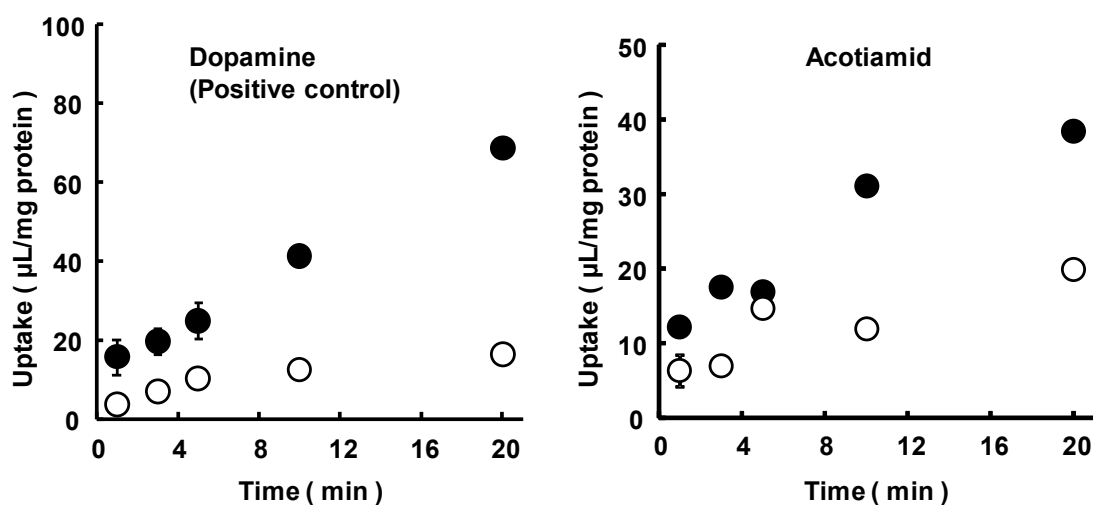 Dopamine
(Positive control)
Uptake ( µL/mg protein )
100
80
60
40
20
0
0 4 8 12 16 20
Time ( min )
Acotiamid
Uptake ( µL/mg protein )
50
40
30
20
10
0
0 4 8 12 16 20
Time ( min )